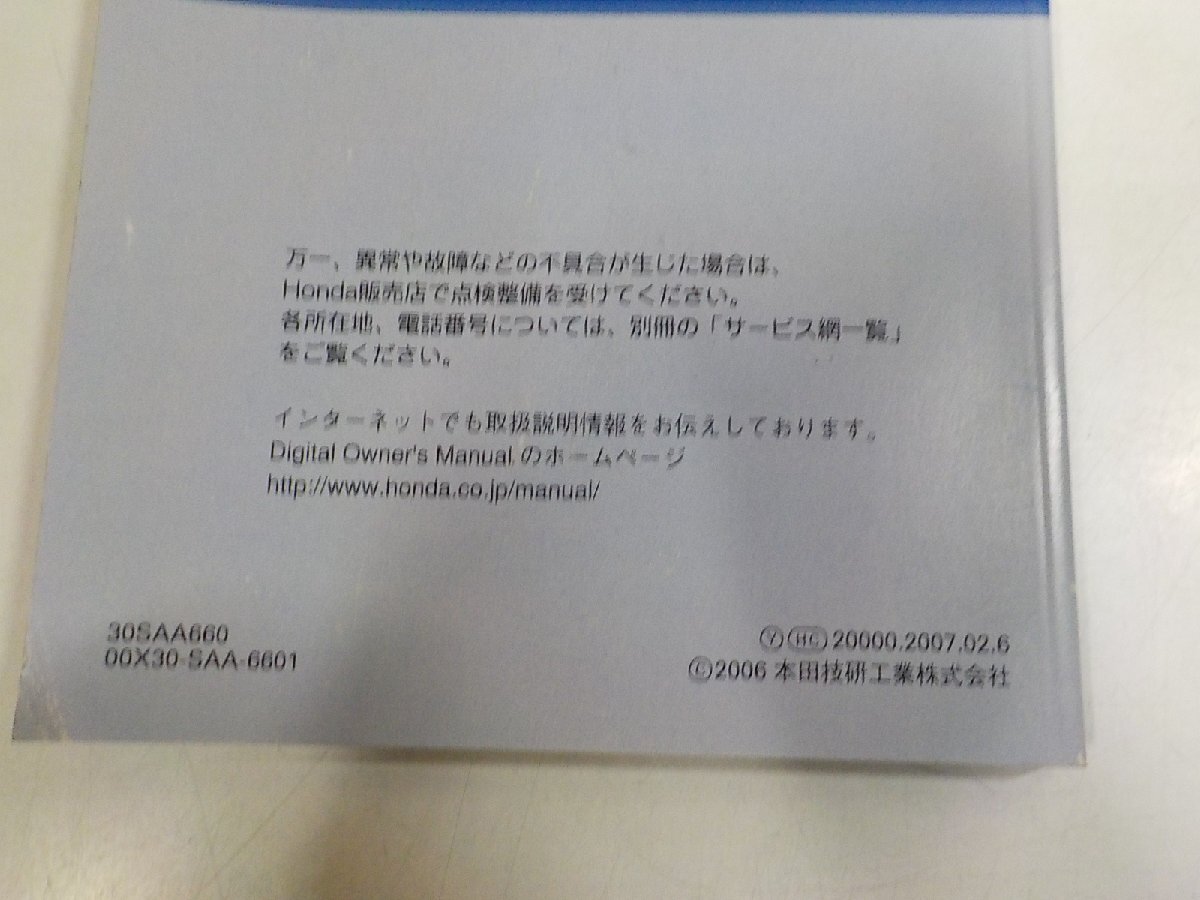 万一、異常や故障などの不具合が生じた場合は、
Honda販売店で点検整備を受けてください。
各所在地、電話番号については、別冊の「サービス網一覧」
をご覧ください。
インターネットでも取扱説明情報をお伝えしております。
Digital Owner's Manual のホームページ
http://www.honda.co.jp/manual/
30SAA660
00X30-SAA-6601
Ⓨ HC 20000.2007.02.6
©2006 本田技研工業株式会社